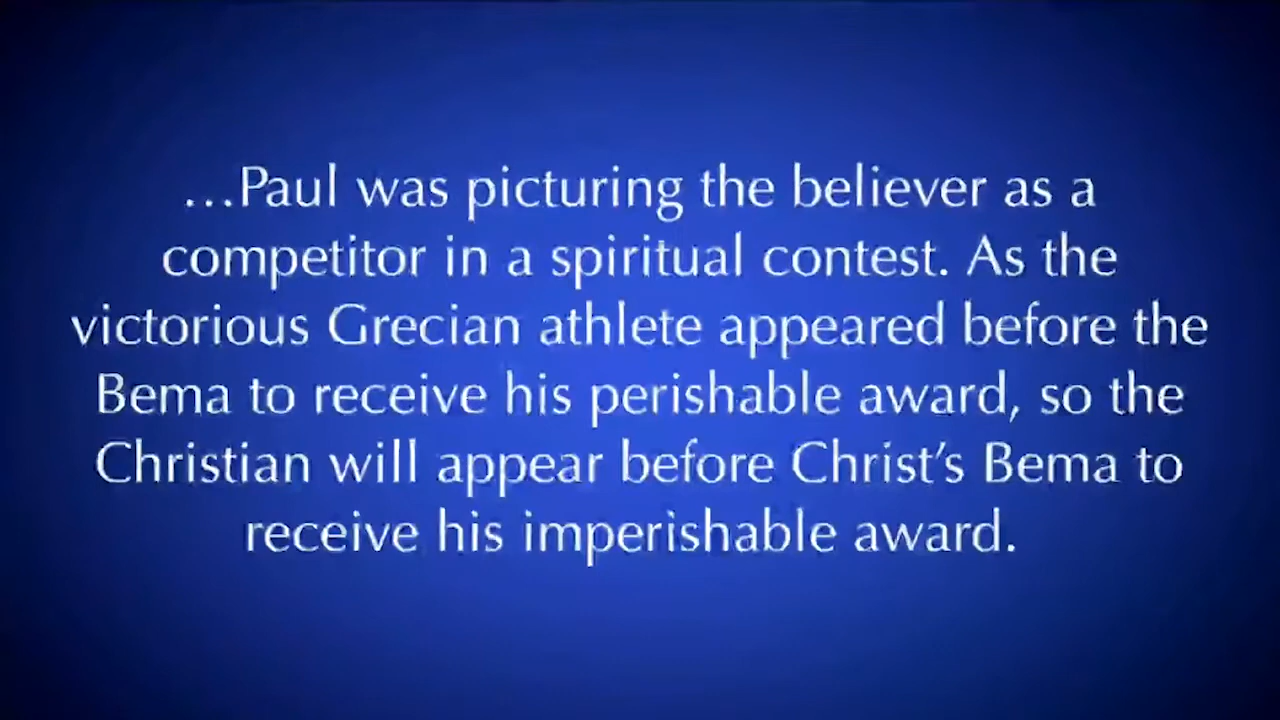 …Paul was picturing the believer as a
competitor in a spiritual contest. As the
victorious Grecian athlete appeared before the
Bema to receive his perishable award, so the
Christian will appear before Christ’s Bema to
receive his imperishable award.